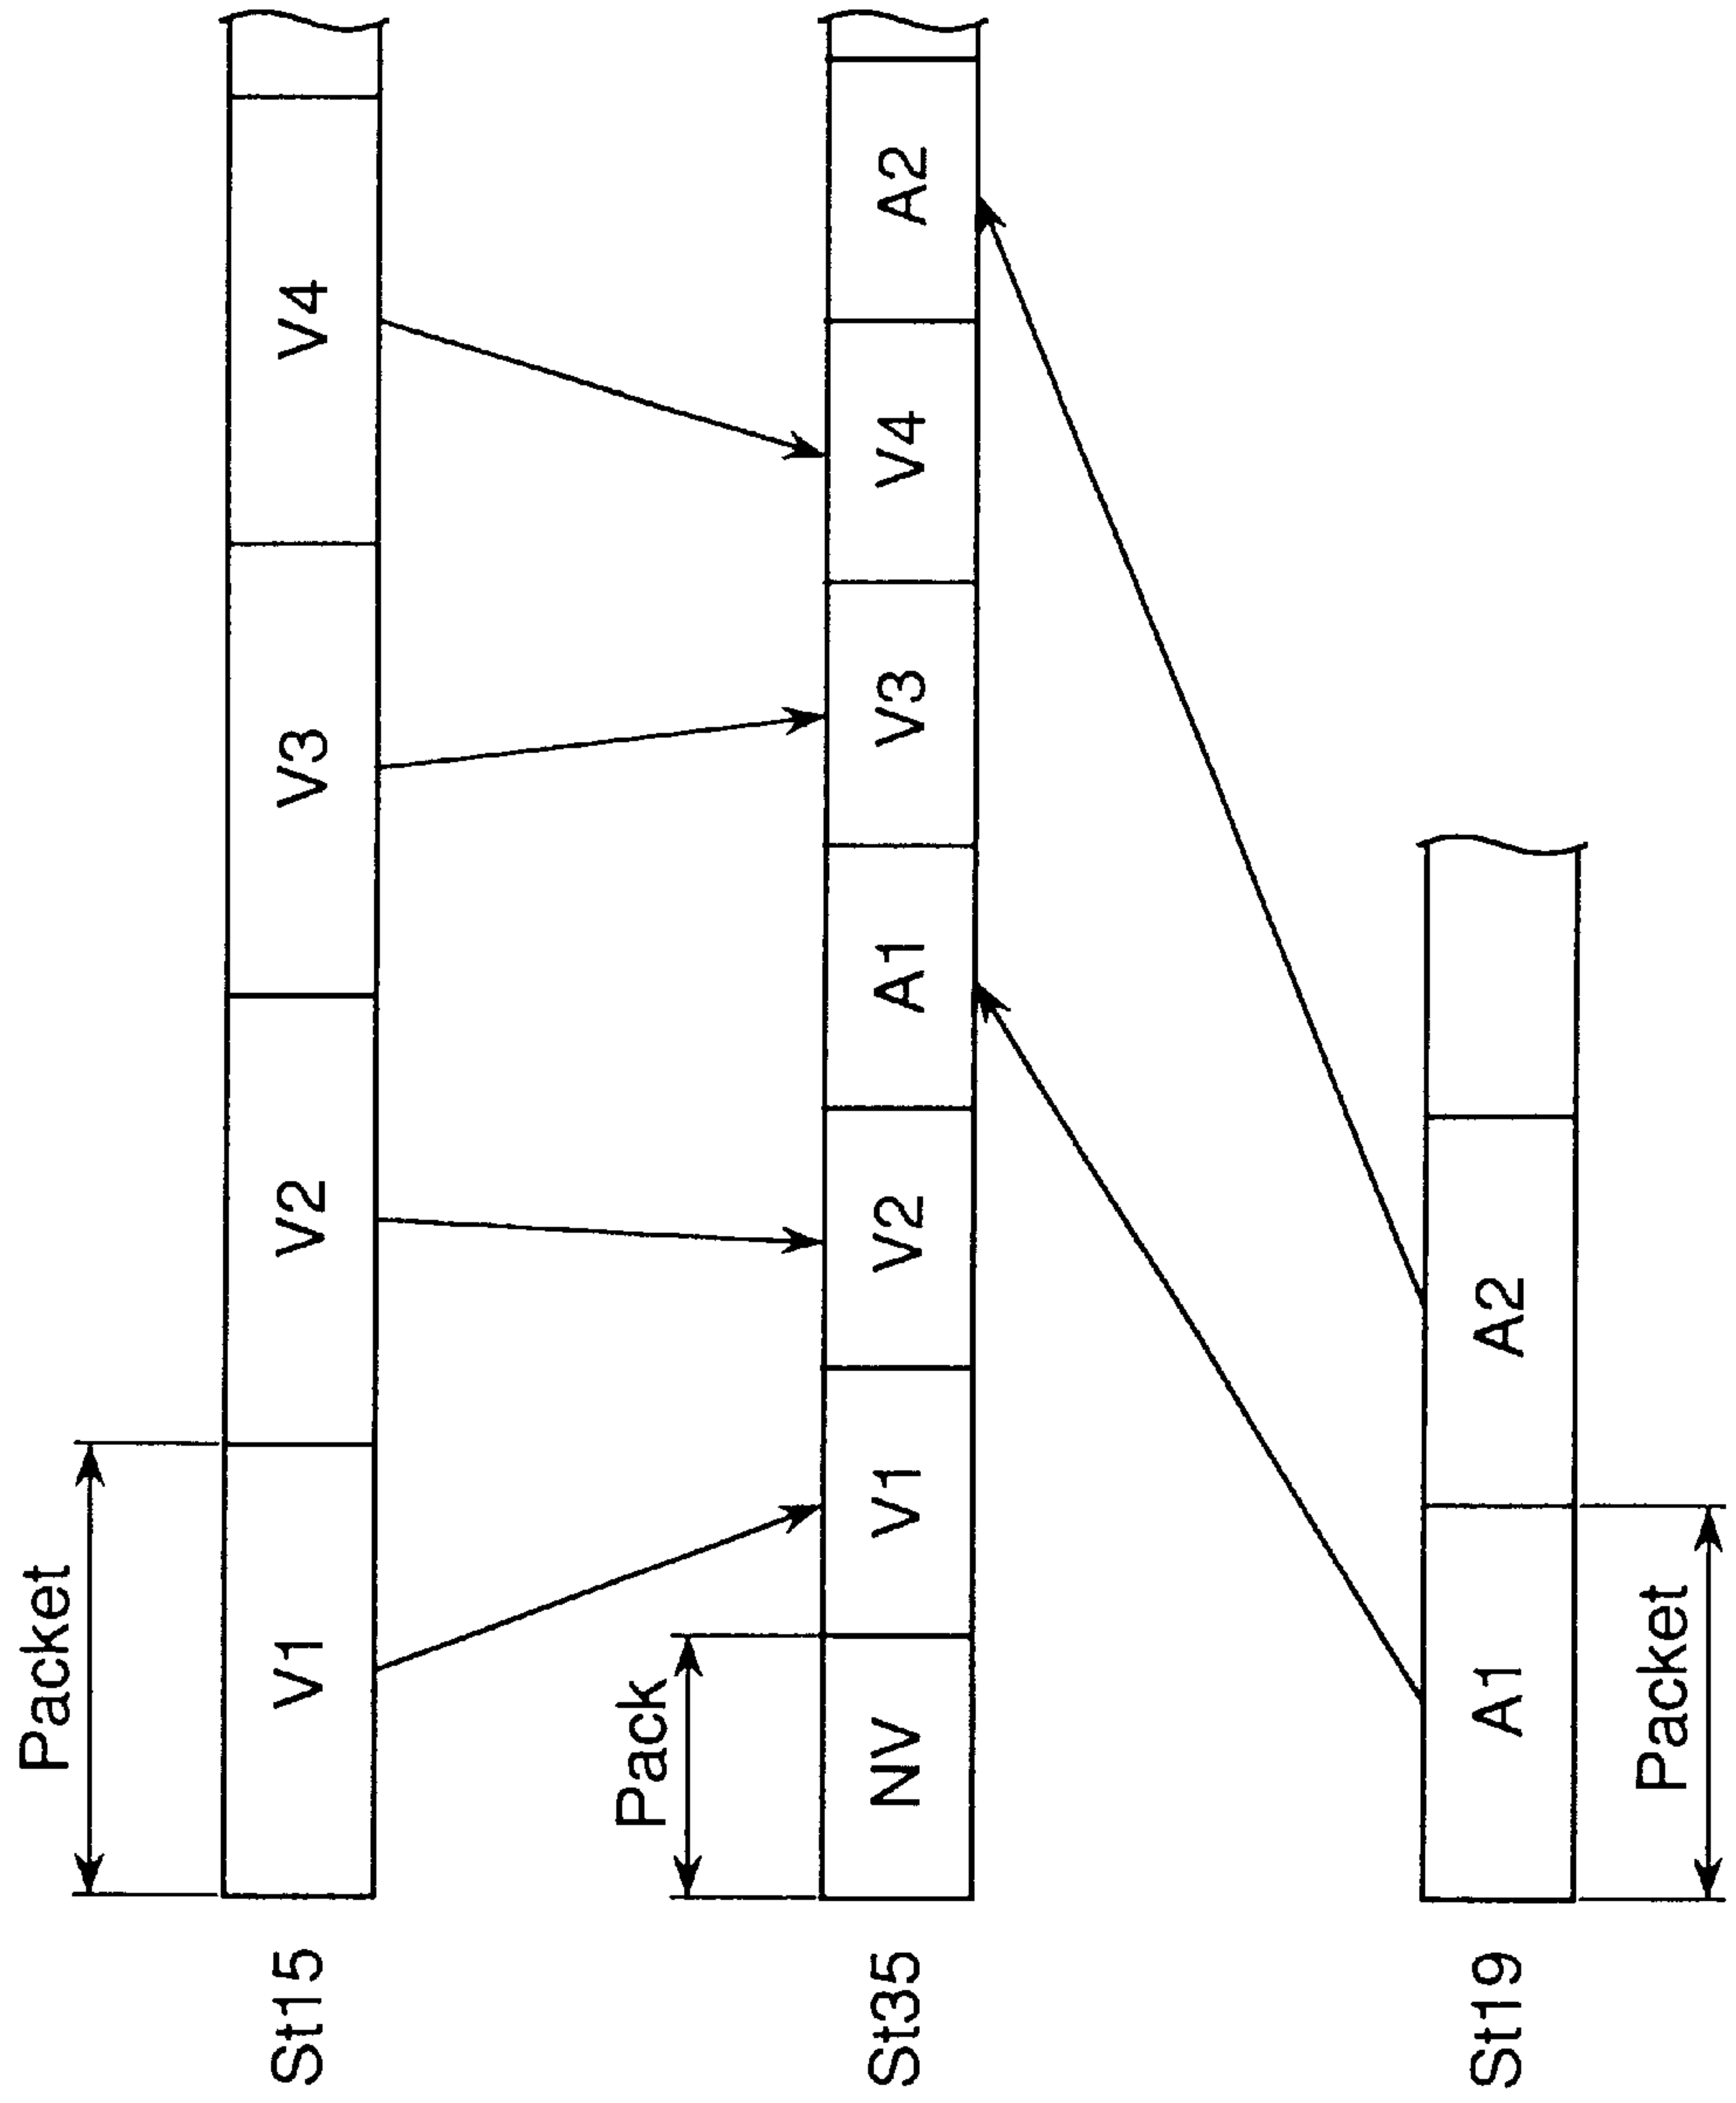 Packet
St15 V1 V2 V3 V4
Pack
St35 NV V1 V2 A1 V3 V4 A2
St19 A1 A2
Packet